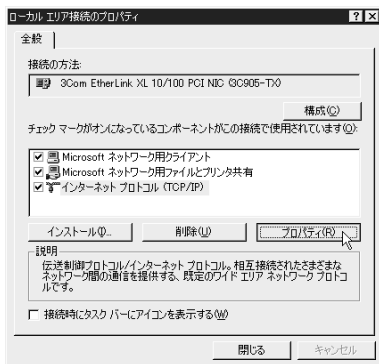 ローカル エリア接続のプロパティ
全般
接続の方法:
3Com EtherLink XL 10/100 PCI NIC (3C905-TX)
構成(C)
チェック マークがオンになっているコンポーネントがこの接続で使用されています(O):
Microsoft ネットワーク用クライアント
Microsoft ネットワーク用ファイルとプリンタ共有
インターネット プロトコル (TCP/IP)
インストール(I)... 削除(U) プロパティ(R)
説明
伝送制御プロトコル/インターネット プロトコル。相互接続されたさまざまな
ネットワーク間の通信を提供する、既定のワイド エリア ネットワーク プロトコ
ルです。
接続時にタスク バーにアイコンを表示する(W)
閉じる キャンセル